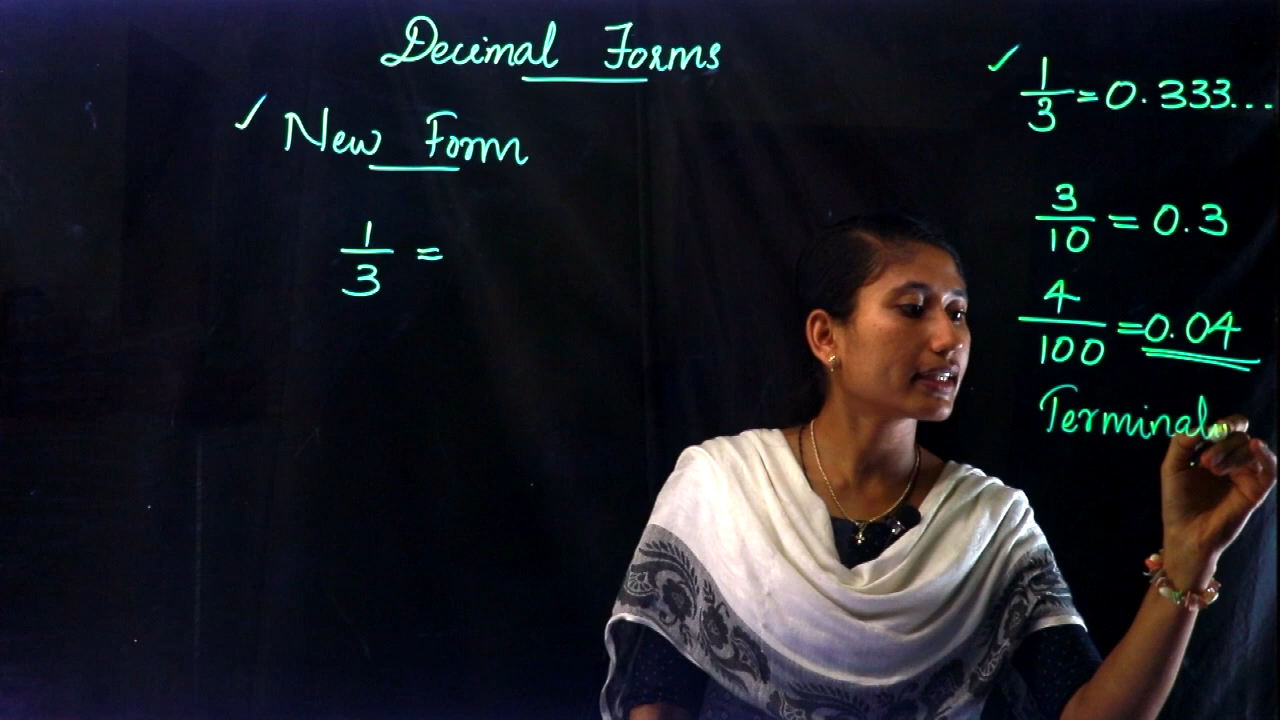 Decimal Forms
✓ New Form
1/3 =
✓ 1/3 = 0.333...
3/10 = 0.3
4/100 = 0.04
Terminal